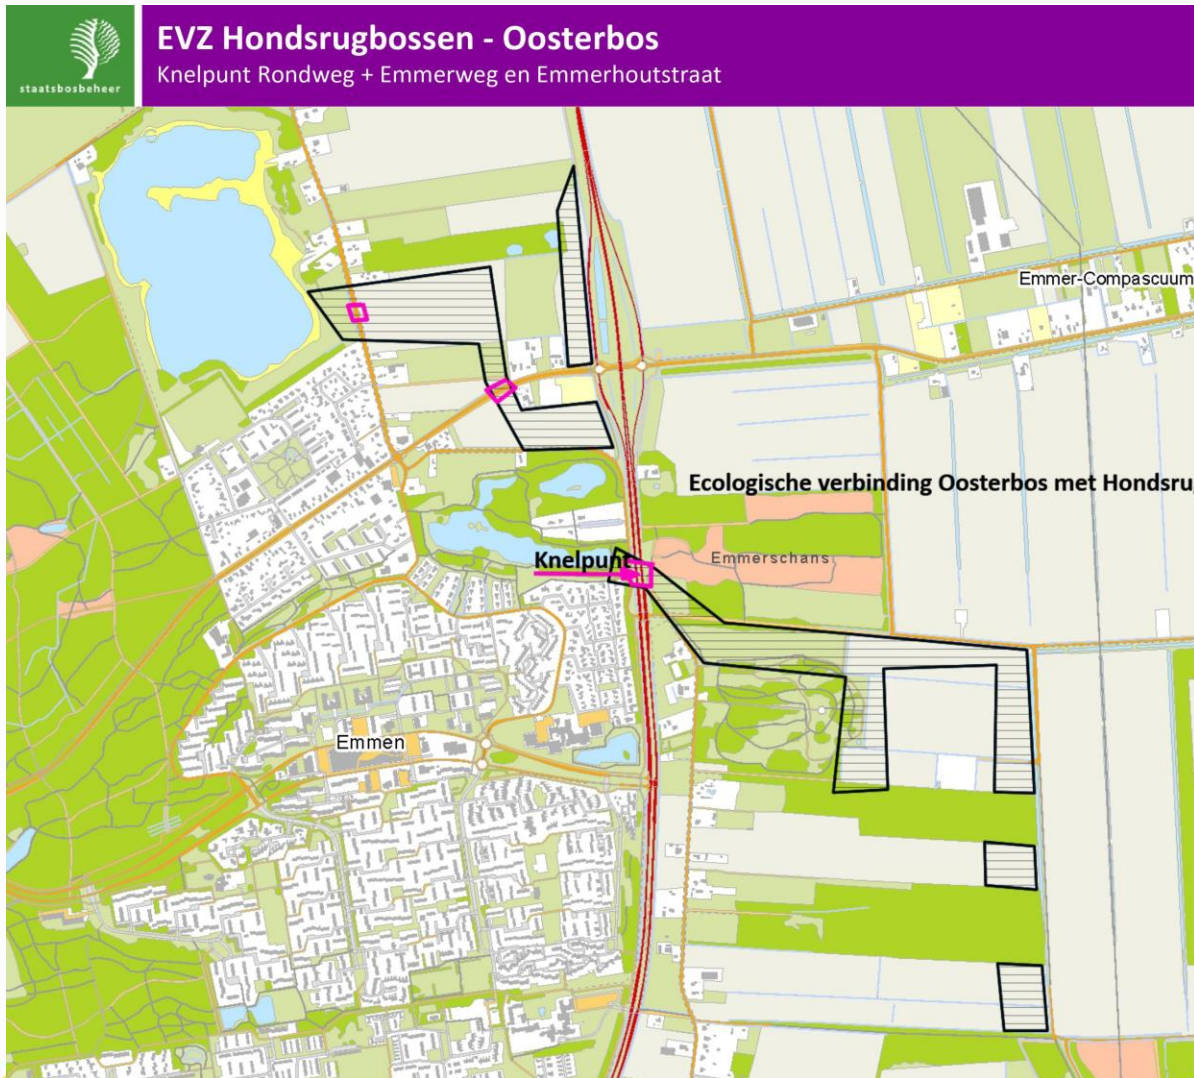 staatsbosbeheer
EVZ Hondsrugbossen - Oosterbos
Knelpunt Rondweg + Emmerweg en Emmerhoutstraat
Emmer-Compascuum
Ecologische verbinding Oosterbos met Hondsru
Knelpunt
Emmerschans
Emmen